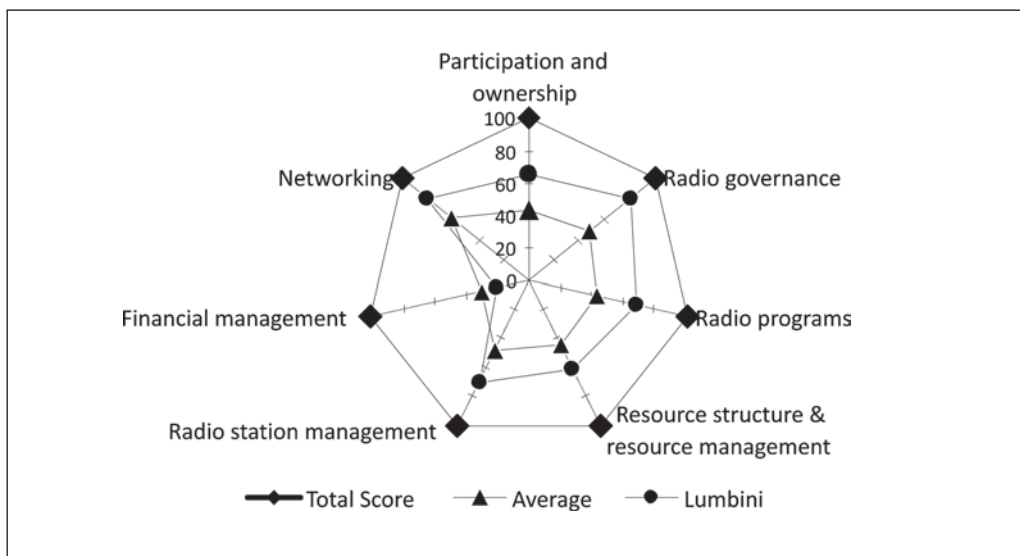 Participation and
ownership
100
80
60
40
20
0
Networking
Radio governance
Financial management
Radio programs
Radio station management
Resource structure &
resource management
Total Score
Average
Lumbini